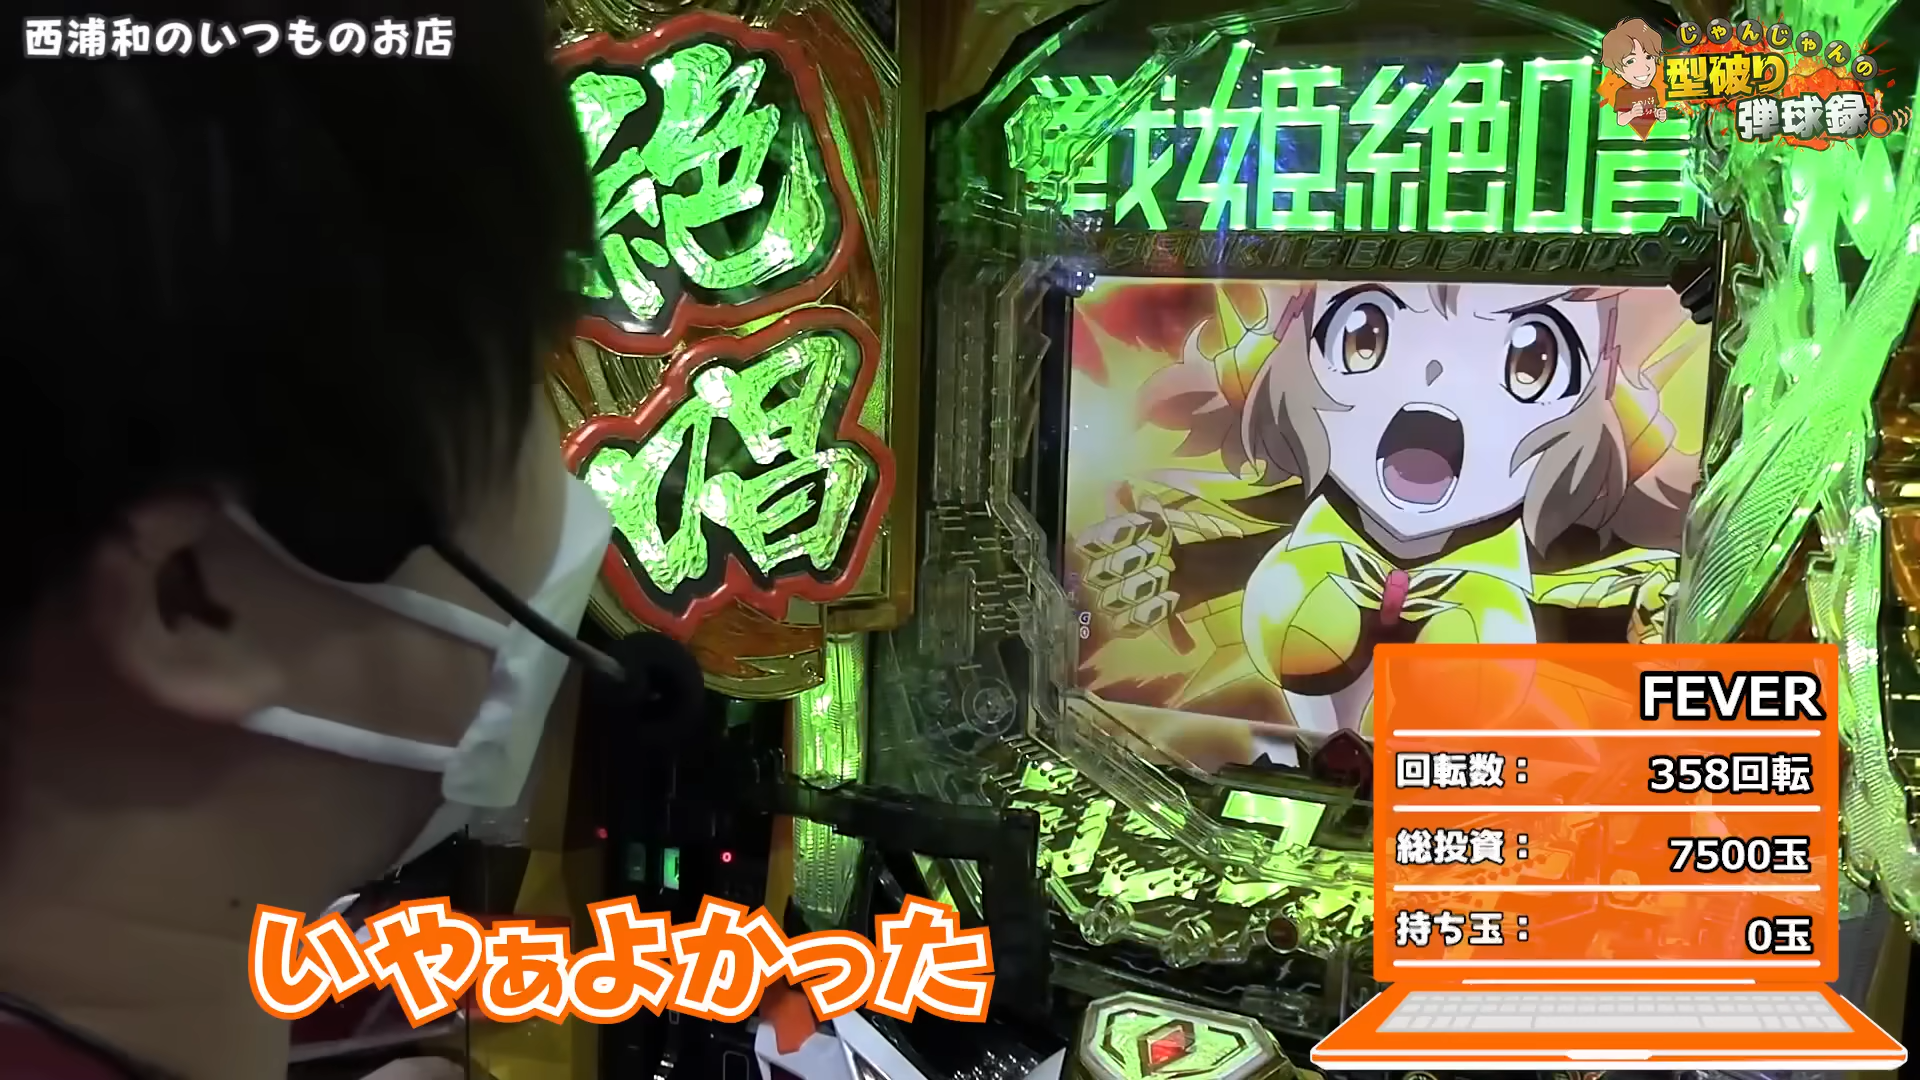 西浦和のいつものお店
じゃんじゃんの
型破り
弾球録
絶
唱
戦姫絶唱
SENKIZESSHOU
FEVER
回転数： 358回転
総投資： 7500玉
持ち玉： 0玉
いやぁよかった